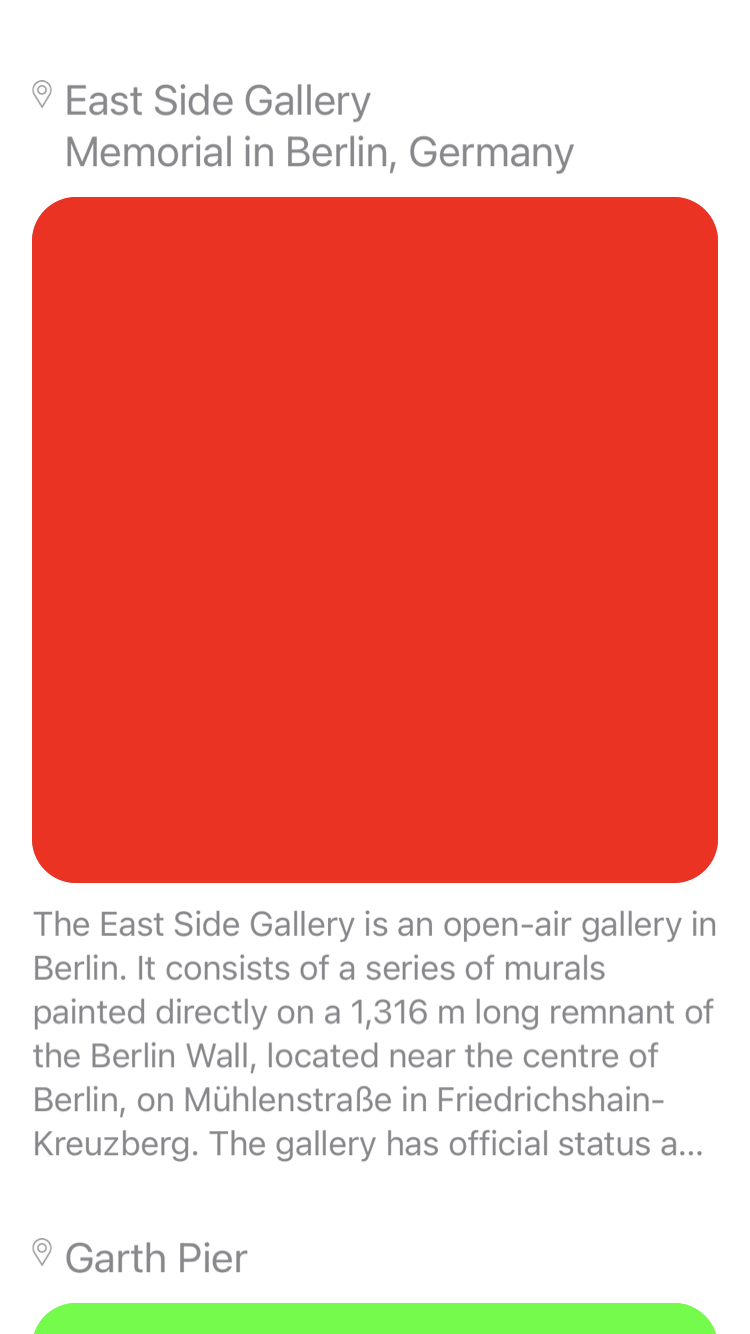 East Side Gallery
Memorial in Berlin, Germany
The East Side Gallery is an open-air gallery in
Berlin. It consists of a series of murals
painted directly on a 1,316 m long remnant of
the Berlin Wall, located near the centre of
Berlin, on Mühlenstraße in Friedrichshain-
Kreuzberg. The gallery has official status a...
Garth Pier